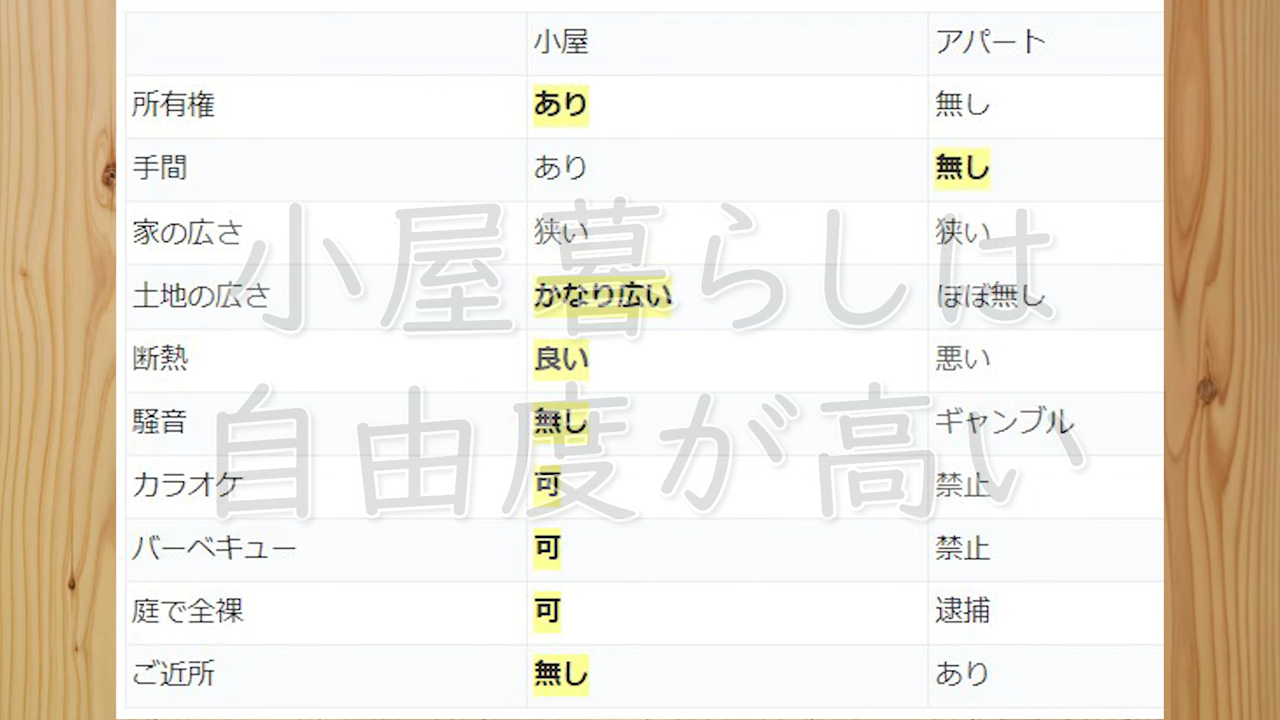 小屋 アパート
所有権 あり 無し
手間 あり 無し
家の広さ 狭い 狭い
土地の広さ かなり広い ほぼ無し
断熱 良い 悪い
騒音 無し ギャンブル
カラオケ 可 禁止
バーベキュー 可 禁止
庭で全裸 可 逮捕
ご近所 無し あり
小屋暮らしは
自由度が高い